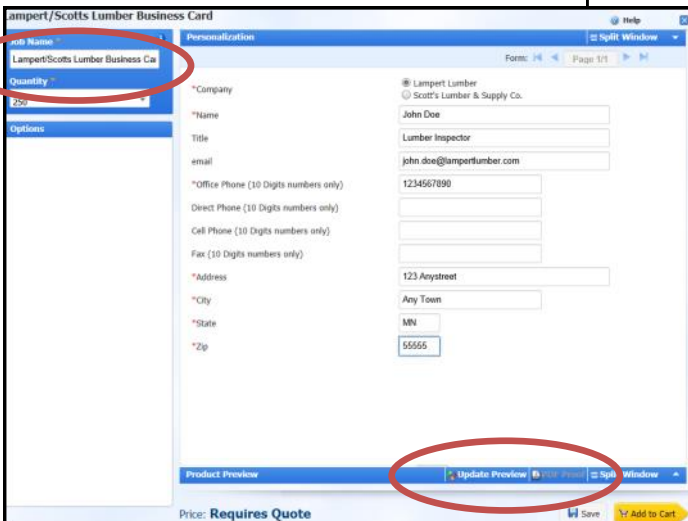 Lampert/Scotts Lumber Business Card
Help
Job Name *
Lampert/Scotts Lumber Business Car
Quantity *
250
Options
Personalization
Split Window
Form: Page 1/1
*Company
Lampert Lumber
Scott's Lumber & Supply Co.
*Name John Doe
Title Lumber Inspector
email john.doe@lampertlumber.com
*Office Phone (10 Digits numbers only) 1234567890
Direct Phone (10 Digits numbers only)
Cell Phone (10 Digits numbers only)
Fax (10 Digits numbers only)
*Address 123 Anystreet
*City Any Town
*State MN
*Zip 55555
Product Preview Update Preview PDF Proof Split Window
Price: Requires Quote Save Add to Cart